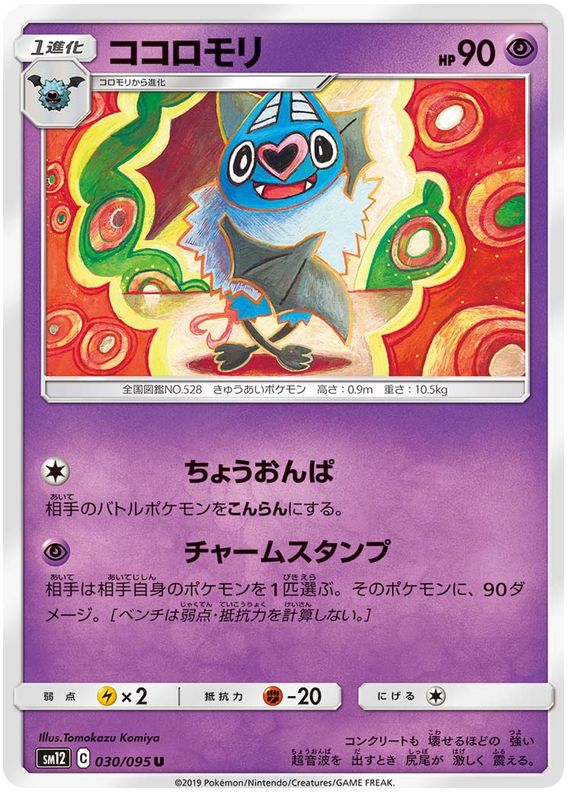 1進化 ココロモリ HP90
コロモリから進化
全国図鑑NO.528 きゅうあいポケモン 高さ:0.9m 重さ:10.5kg
ちょうおんぱ
相手のバトルポケモンをこんらんにする。
チャームスタンプ
相手は相手自身のポケモンを1匹選ぶ。そのポケモンに、90ダ
メージ。[ベンチは弱点・抵抗力を計算しない。]
弱点 ×2 抵抗力 -20 にげる
Illus.Tomokazu Komiya
SM12 C 030/095 U
コンクリートも 壊せるほどの 強い
超音波を 出すとき 尻尾が 激しく 震える。
©2019 Pokémon/Nintendo/Creatures/GAME FREAK.